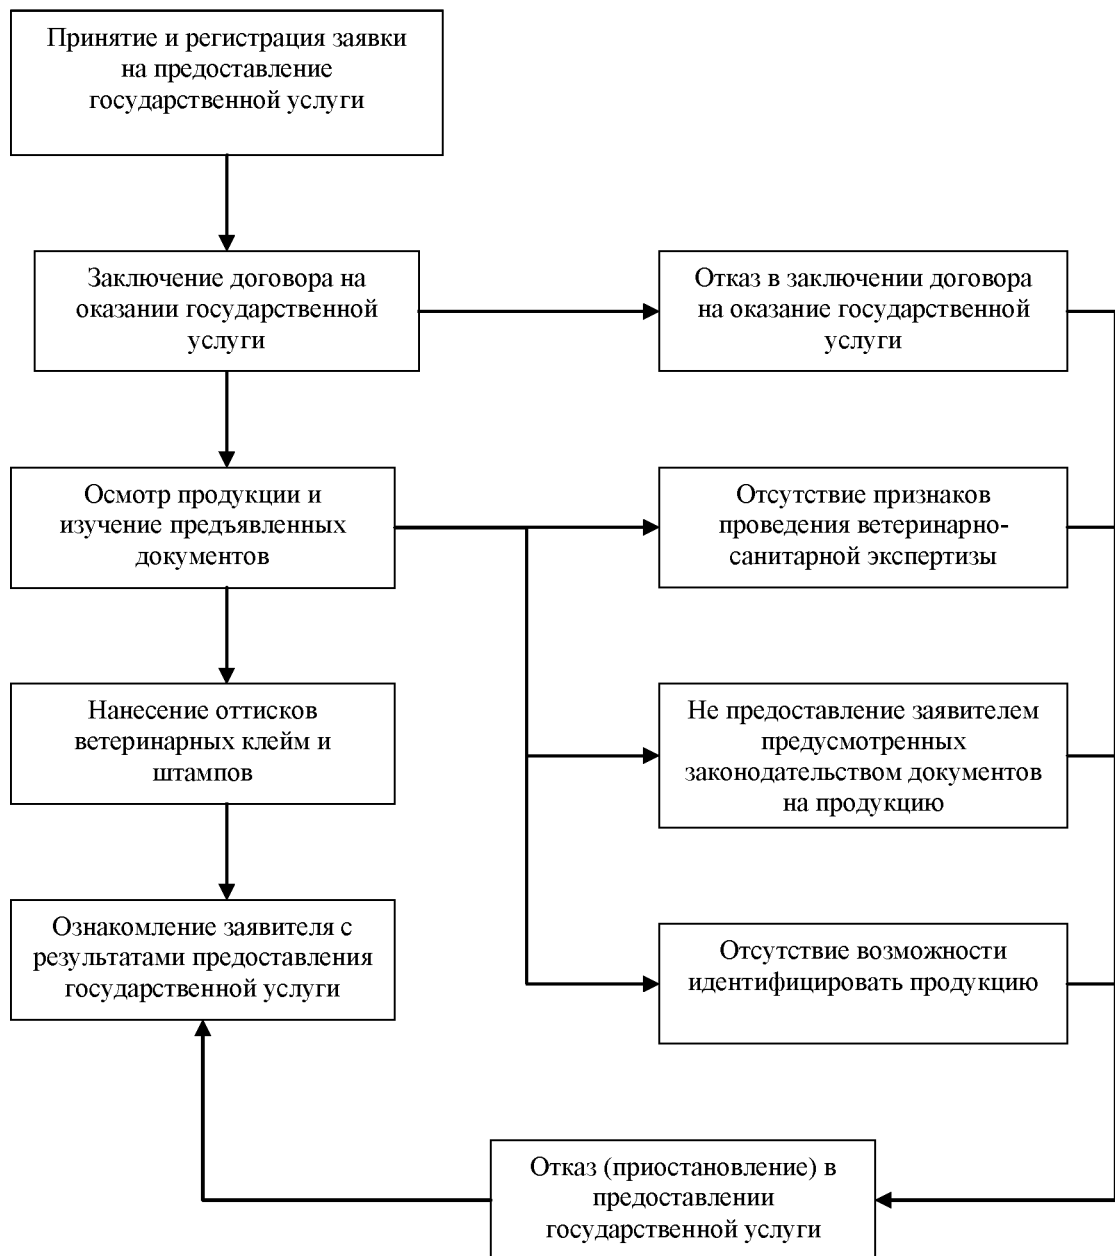 Принятие и регистрация заявки
на предоставление
государственной услуги
Заключение договора на
оказании государственной
услуги
Отказ в заключении договора
на оказание государственной
услуги
Осмотр продукции и
изучение предъявленных
документов
Отсутствие признаков
проведения ветеринарно-
санитарной экспертизы
Нанесение оттисков
ветеринарных клейм и
штампов
Не предоставление заявителем
предусмотренных
законодательством документов
на продукцию
Ознакомление заявителя с
результатами предоставления
государственной услуги
Отсутствие возможности
идентифицировать продукцию
Отказ (приостановление) в
предоставлении
государственной услуги